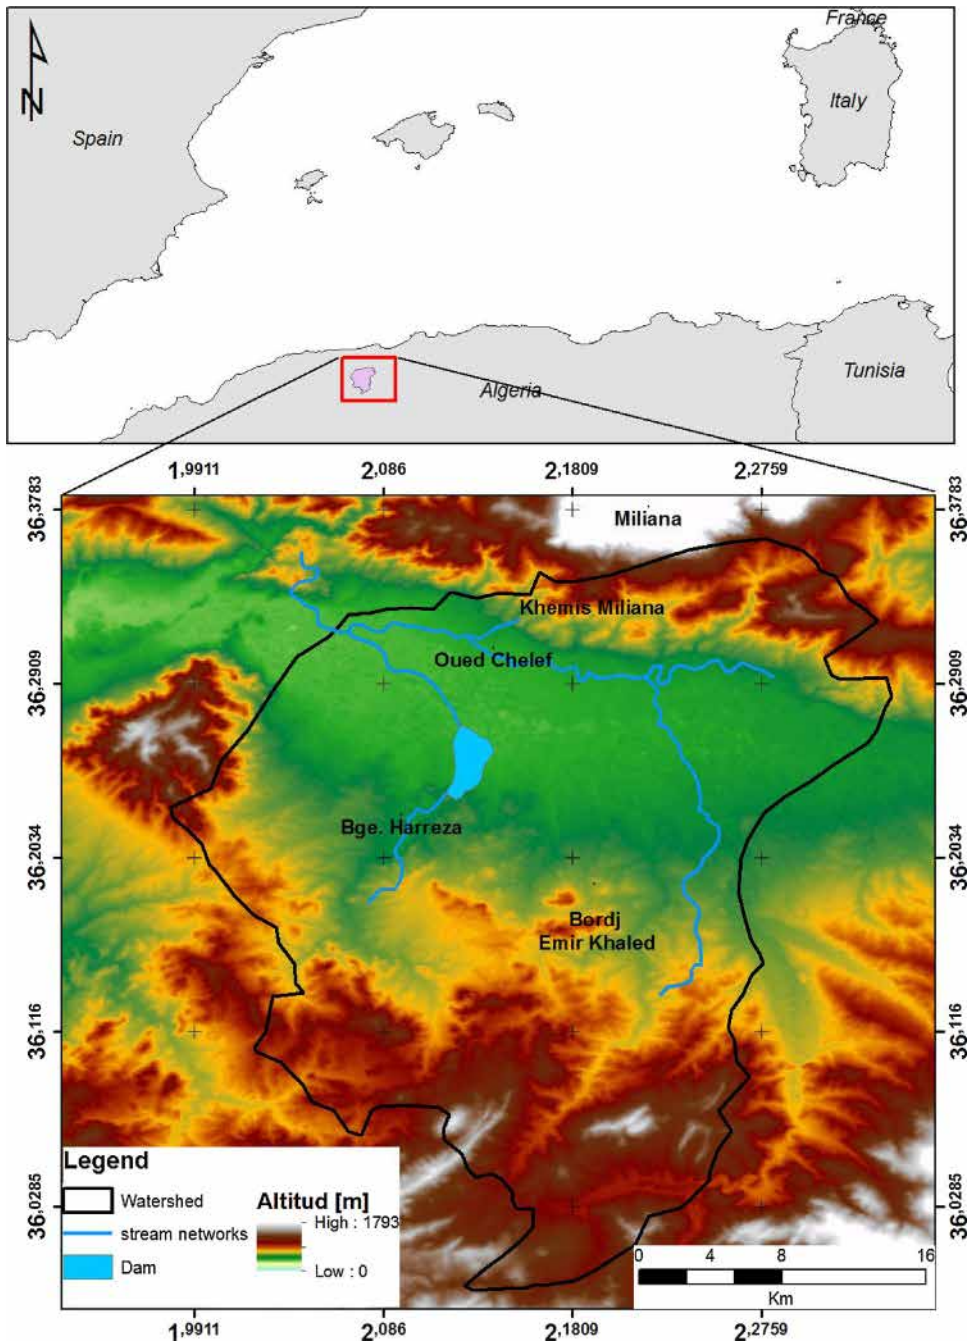 France
Italy
Spain
N
Tunisia
Algeria
1,9911 2,086 2,1809 2,2759
36,3783 36,3783
Miliana
Khemis Miliana
Oued Chelef
36,2909 36,2909
Bge. Harreza
36,2034 36,2034
Bordj
Emir Khaled
36,116 36,116
Legend
Watershed
stream networks
Dam
Altitud [m]
High : 1793
Low : 0
36,0285 36,0285
0 4 8 16
Km
1,9911 2,086 2,1809 2,2759